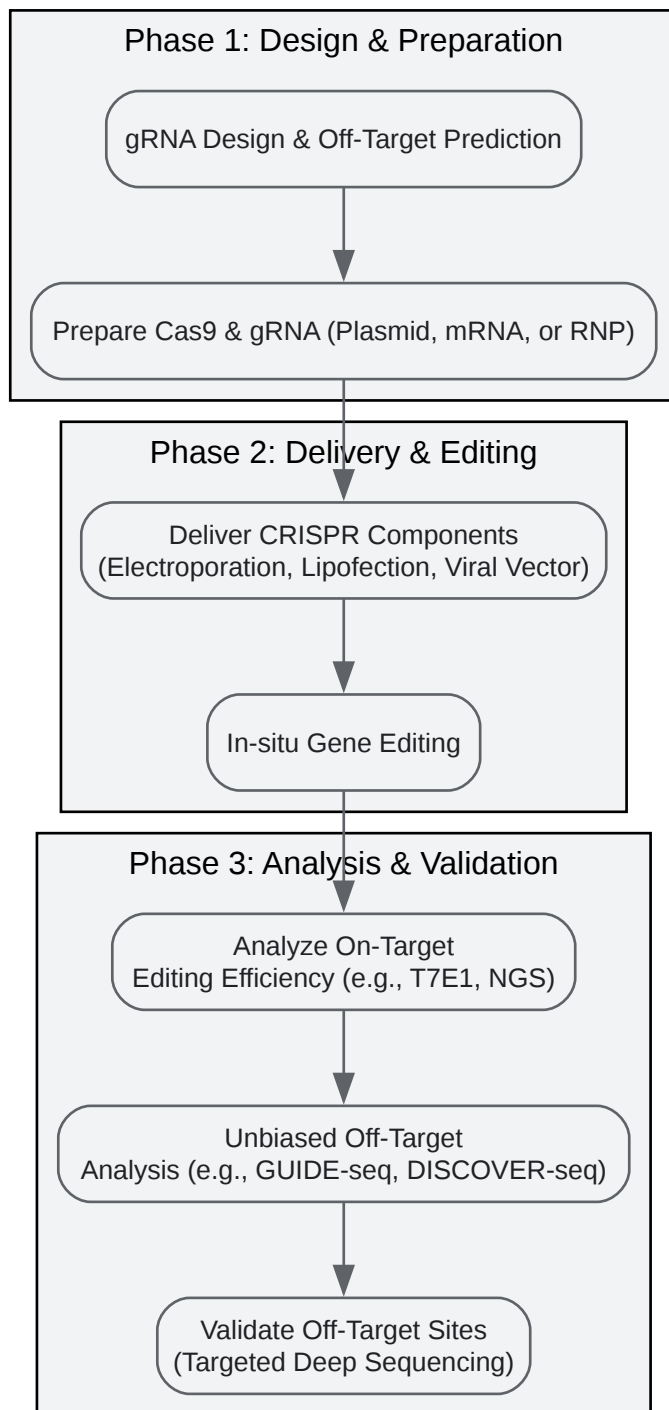 Phase 1: Design & Preparation
gRNA Design & Off-Target Prediction
Prepare Cas9 & gRNA (Plasmid, mRNA, or RNP)
Phase 2: Delivery & Editing
Deliver CRISPR Components
(Electroporation, Lipofection, Viral Vector)
In-situ Gene Editing
Phase 3: Analysis & Validation
Analyze On-Target
Editing Efficiency (e.g., T7E1, NGS)
Unbiased Off-Target
Analysis (e.g., GUIDE-seq, DISCOVER-seq)
Validate Off-Target Sites
(Targeted Deep Sequencing)